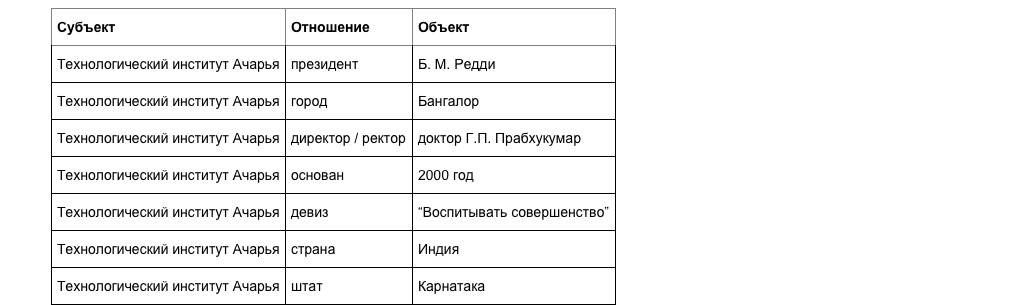 Субъект Отношение Объект
Технологический институт Ачарья президент Б. М. Редди
Технологический институт Ачарья город Бангалор
Технологический институт Ачарья директор / ректор доктор Г.П. Прабхукумар
Технологический институт Ачарья основан 2000 год
Технологический институт Ачарья девиз “Воспитывать совершенство”
Технологический институт Ачарья страна Индия
Технологический институт Ачарья штат Карнатака